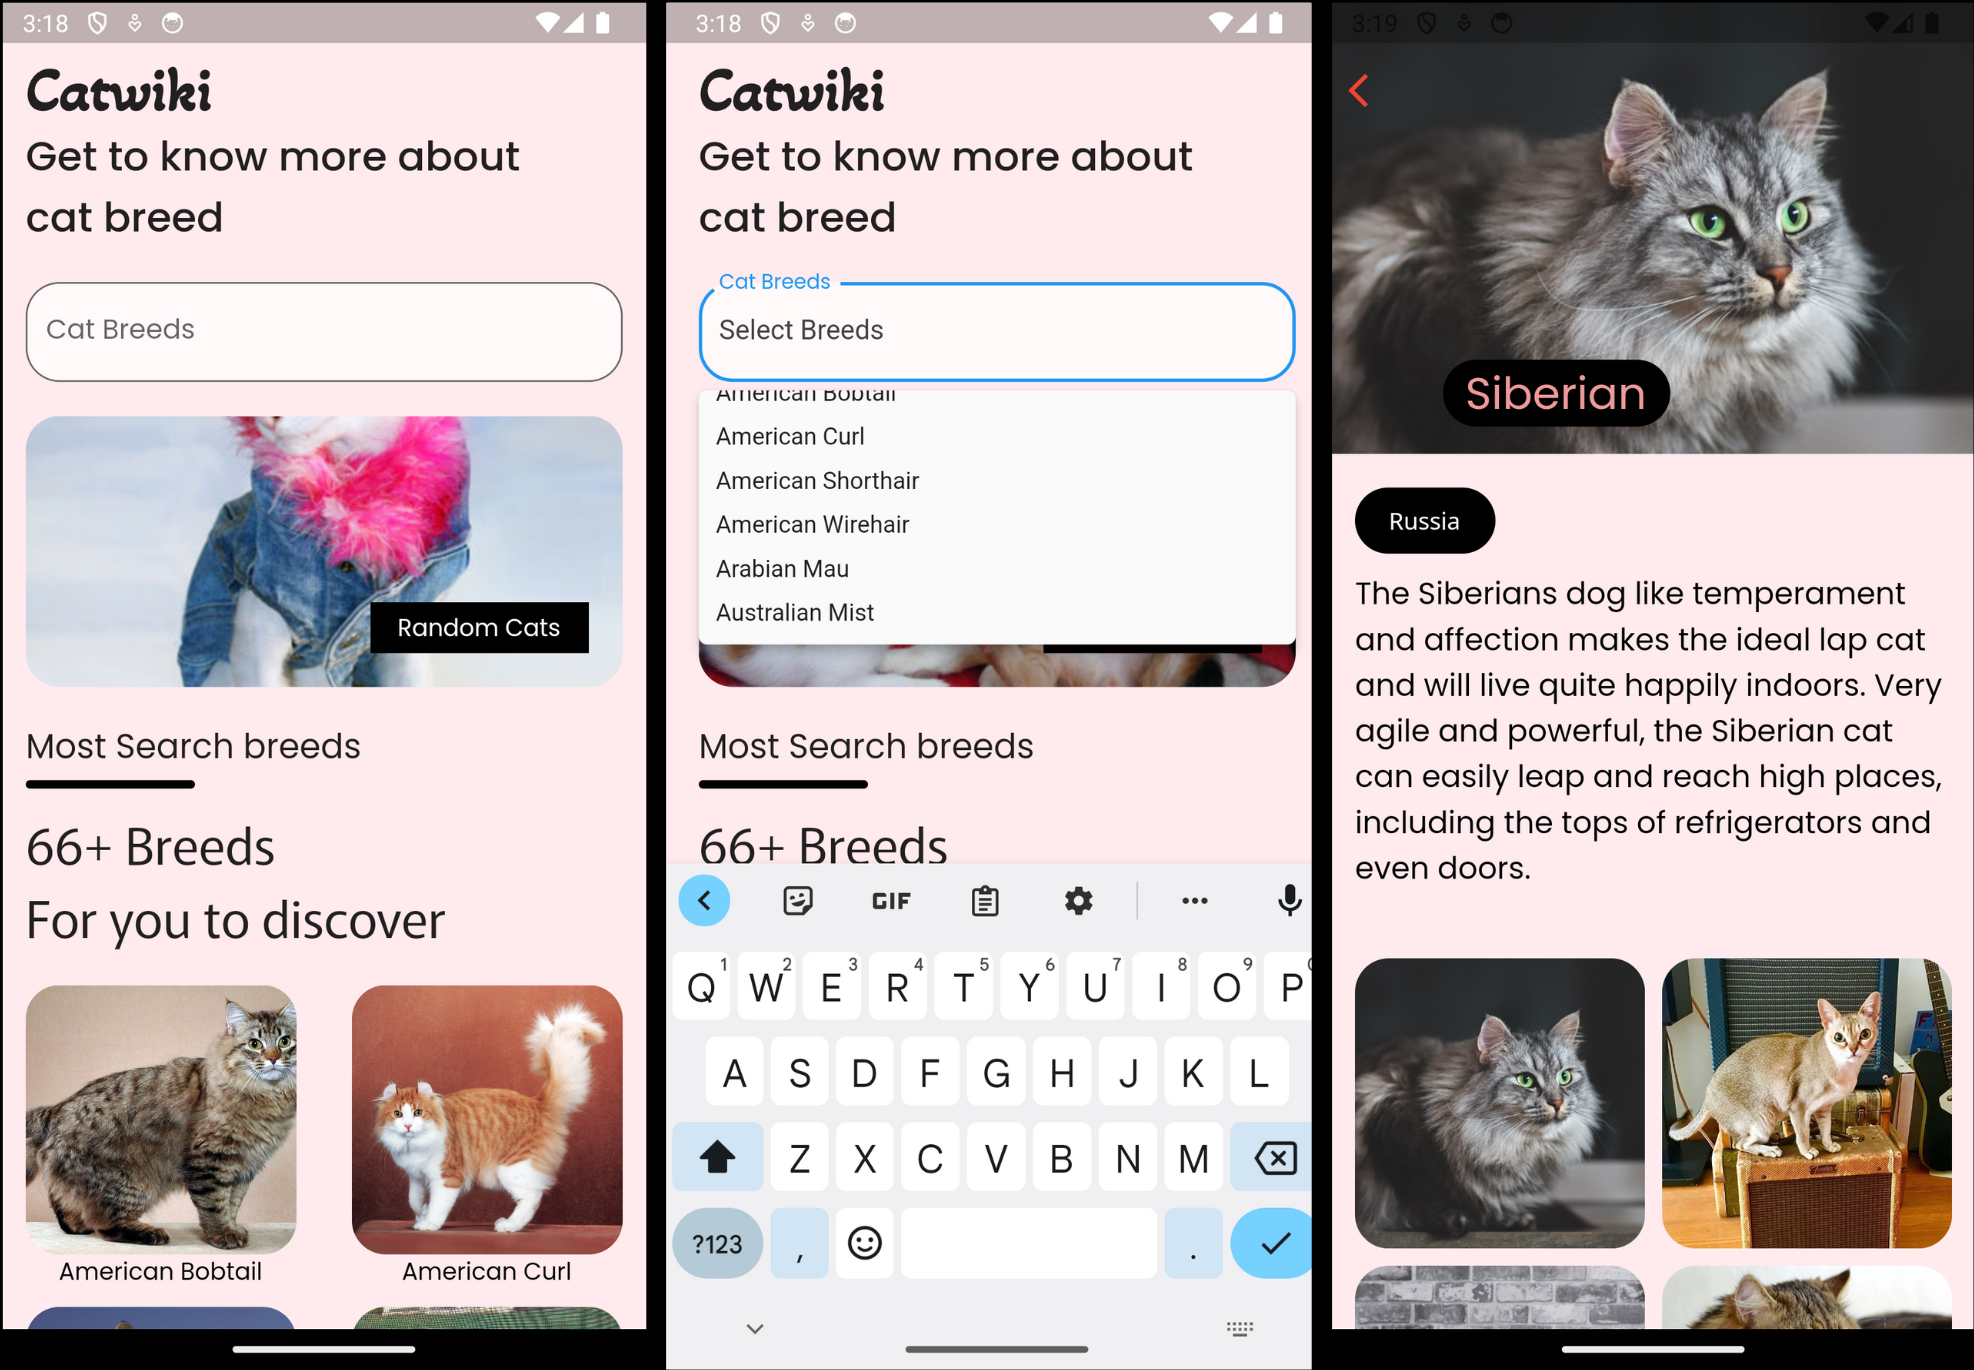 3:18
Catwiki
Get to know more about
cat breed
Cat Breeds
Random Cats
Most Search breeds
66+ Breeds
For you to discover
American Bobtail
American Curl
3:18
Catwiki
Get to know more about
cat breed
Cat Breeds
Select Breeds
American Bobtail
American Curl
American Shorthair
American Wirehair
Arabian Mau
Australian Mist
Most Search breeds
66+ Breeds
GIF
Q 1 W 2 E 3 R 4 T 5 Y 6 U 7 I 8 O 9 P
A S D F G H J K L
Z X C V B N M
?123 , .
3:19
Siberian
Russia
The Siberians dog like temperament
and affection makes the ideal lap cat
and will live quite happily indoors. Very
agile and powerful, the Siberian cat
can easily leap and reach high places,
including the tops of refrigerators and
even doors.